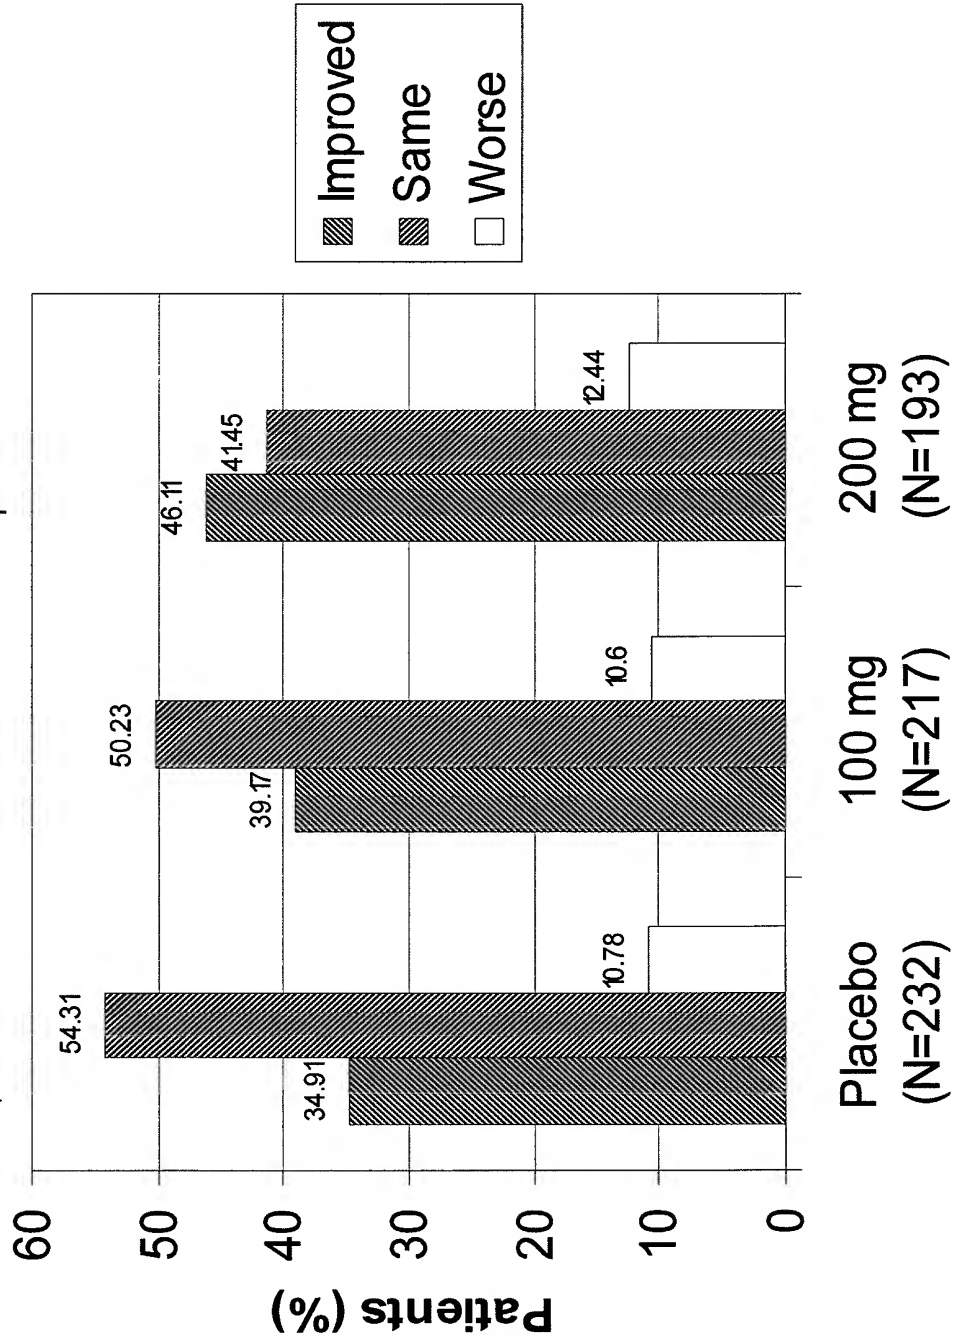 60
50
40
30
20
10
0
Patients (%)
34.91
54.31
10.78
39.17
50.23
10.6
46.11
41.45
12.44
Placebo
(N=232)
100 mg
(N=217)
200 mg
(N=193)
Improved
Same
Worse